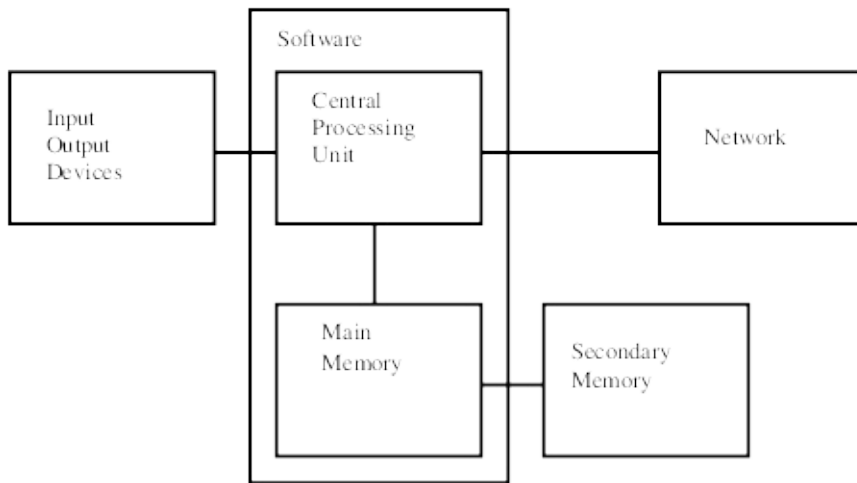 Software
Input
Output
Devices
Central
Processing
Unit
Network
Main
Memory
Secondary
Memory